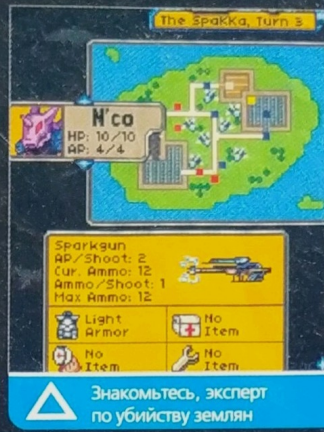 The Spakka, Turn 3
N'co
HP: 10/10
AP: 4/4
Sparkgun
AP/Shoot: 2
Cur. Ammo: 12
Ammo/Shoot: 1
Max Ammo: 12
Light
Armor
No
Item
No
Item
No
Item
Знакомьтесь, эксперт
по убийству землян